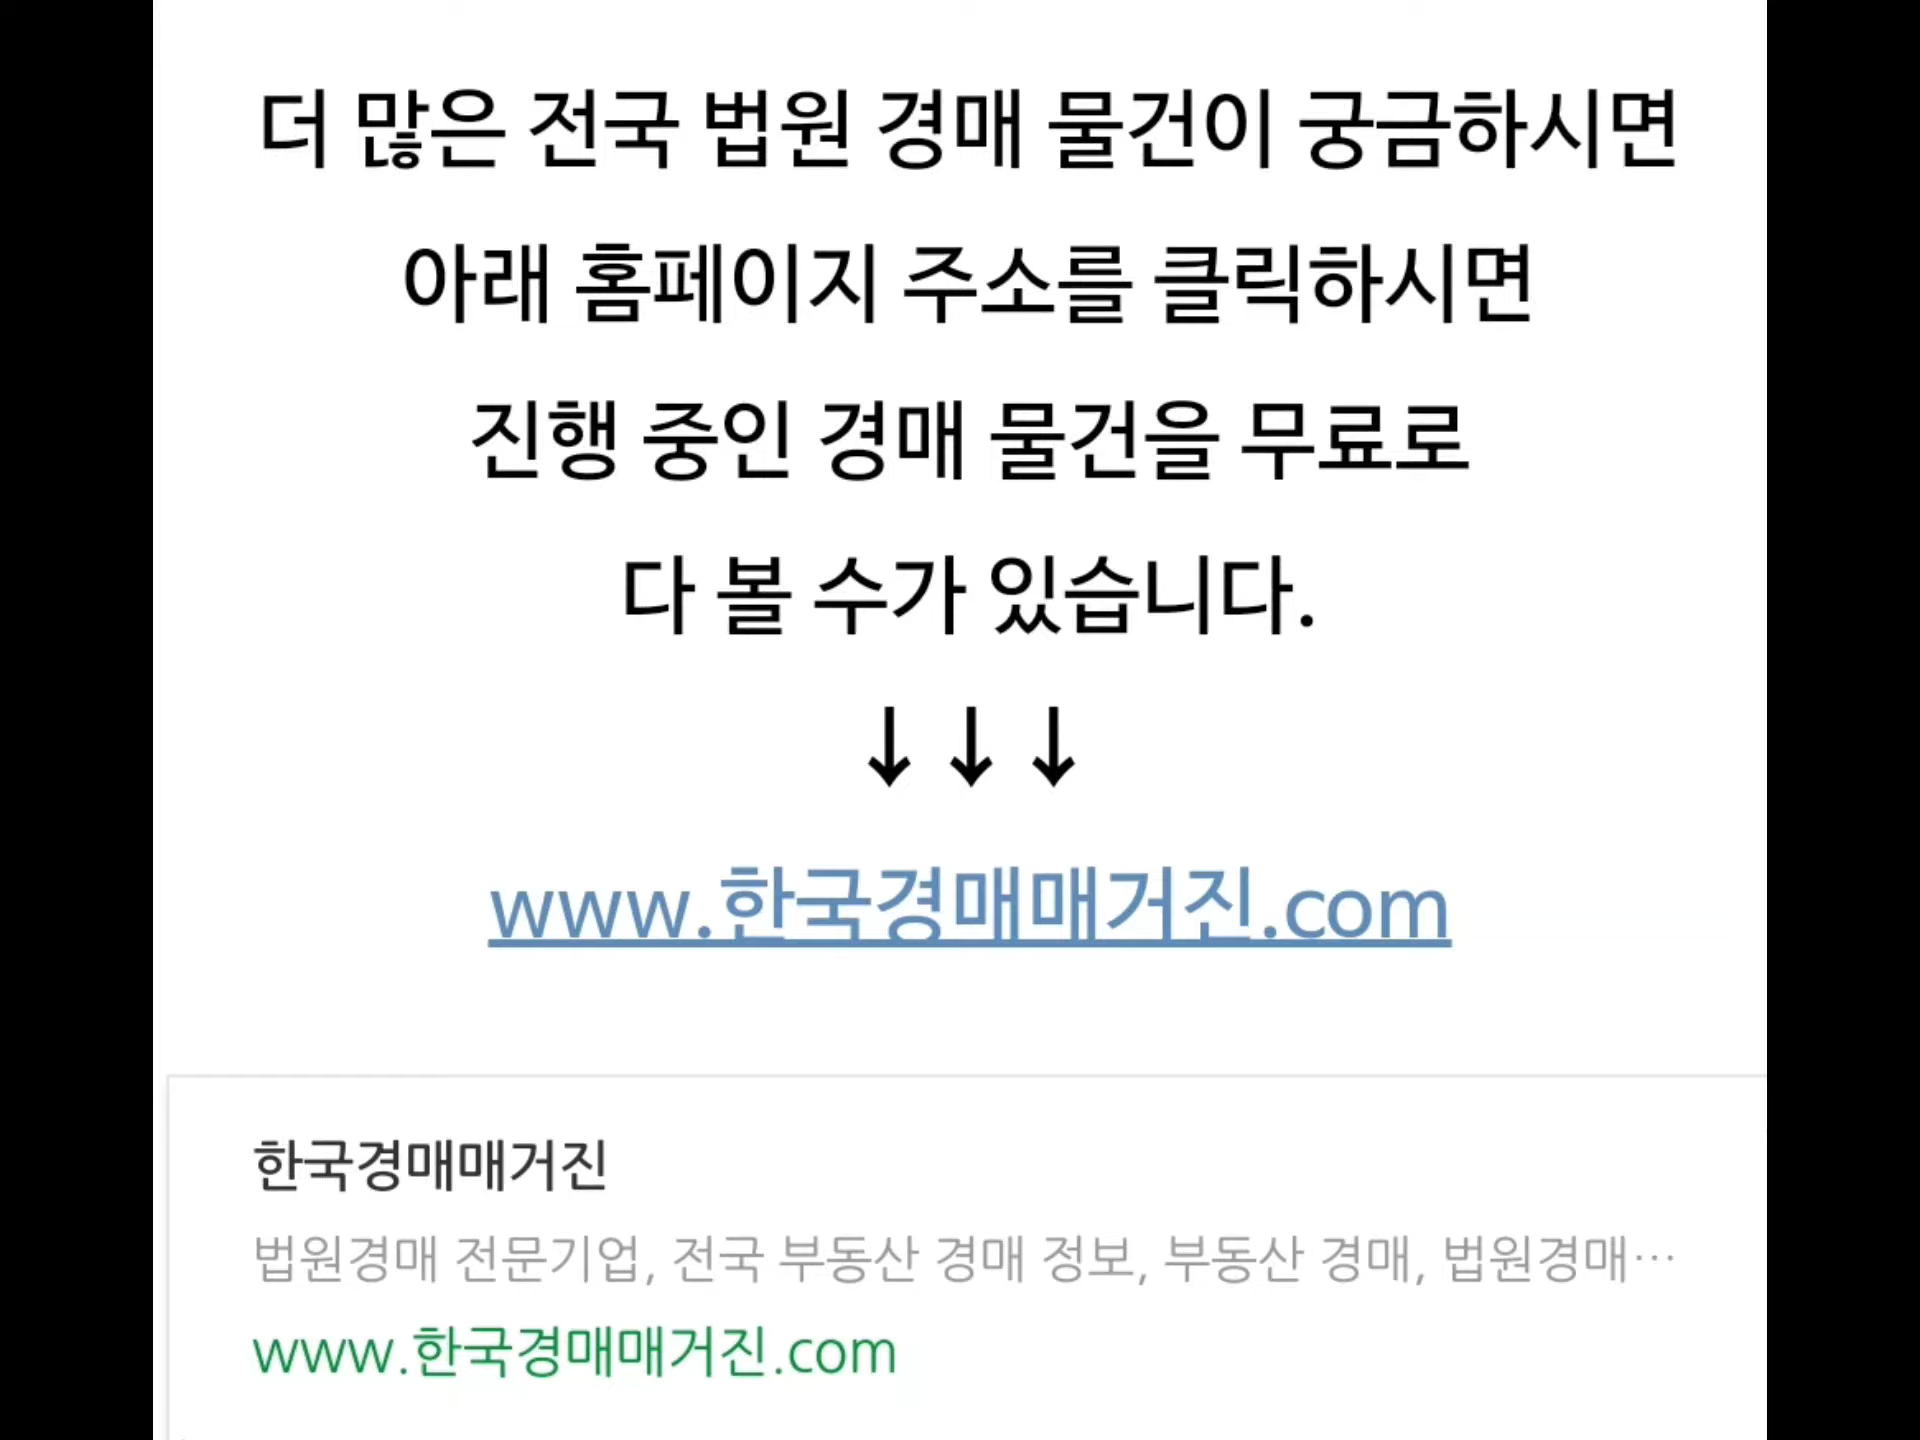 더 많은 전국 법원 경매 물건이 궁금하시면
아래 홈페이지 주소를 클릭하시면
진행 중인 경매 물건을 무료로
다 볼 수가 있습니다.
↓ ↓ ↓
www.한국경매매거진.com
한국경매매거진
법원경매 전문기업, 전국 부동산 경매 정보, 부동산 경매, 법원경매…
www.한국경매매거진.com